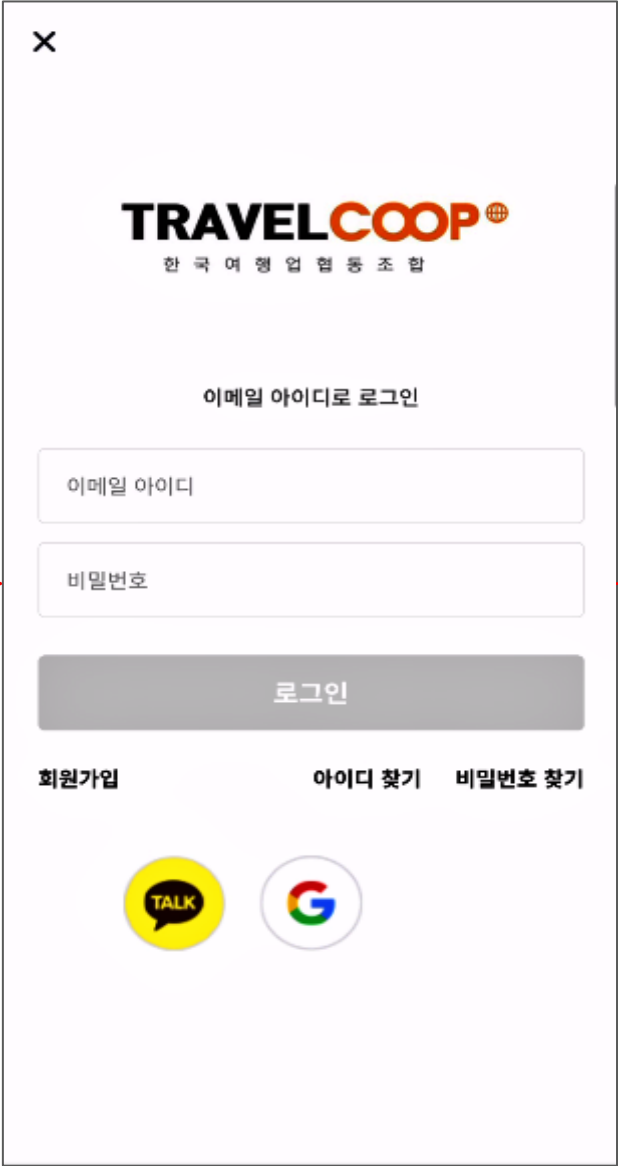 TRAVELCOOP
한국여행업협동조합
이메일 아이디로 로그인
이메일 아이디
비밀번호
로그인
회원가입 아이디 찾기 비밀번호 찾기
TALK G